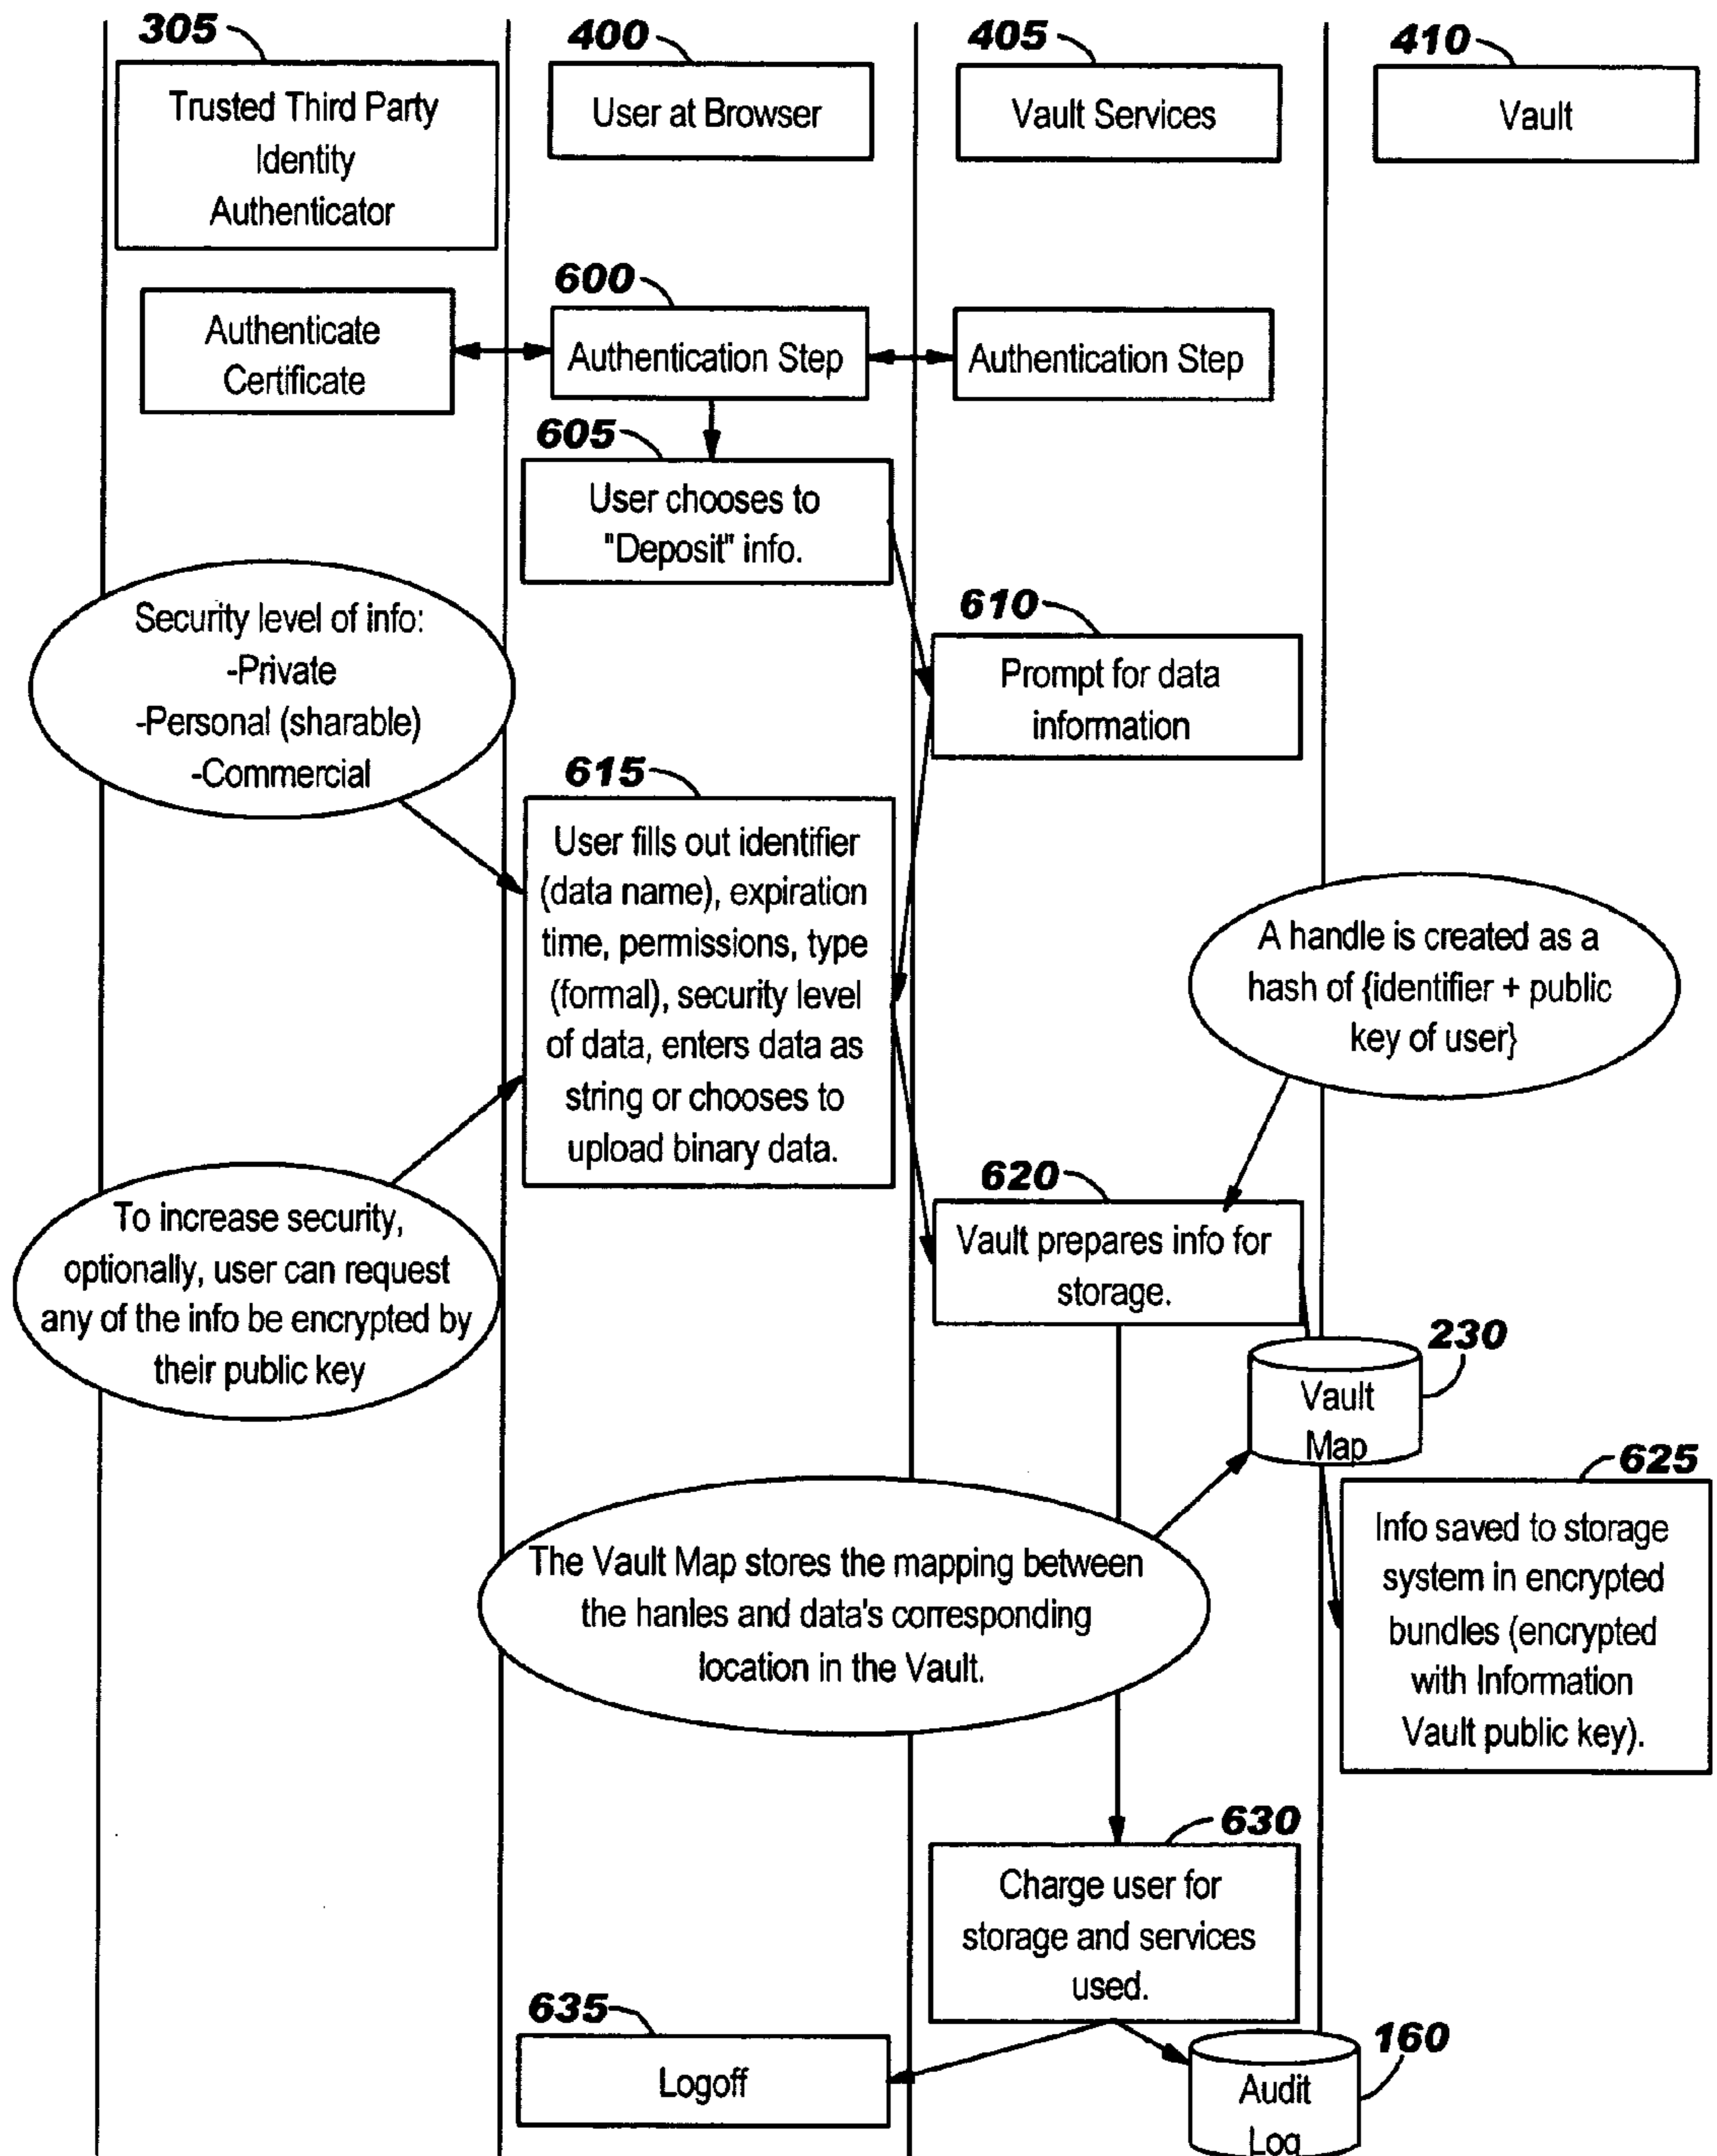 305
400
405
410
Trusted Third Party
Identity
Authenticator
User at Browser
Vault Services
Vault
600
Authenticate
Certificate
Authentication Step
Authentication Step
605
User chooses to
"Deposit" info.
Security level of info:
-Private
-Personal (sharable)
-Commercial
610
Prompt for data
information
615
User fills out identifier
(data name), expiration
time, permissions, type
(formal), security level
of data, enters data as
string or chooses to
upload binary data.
A handle is created as a
hash of {identifier + public
key of user}
To increase security,
optionally, user can request
any of the info be encrypted by
their public key
620
Vault prepares info for
storage.
230
Vault
Map
625
Info saved to storage
system in encrypted
bundles (encrypted
with Information
Vault public key).
The Vault Map stores the mapping between
the hanles and data's corresponding
location in the Vault.
630
Charge user for
storage and services
used.
635
Logoff
160
Audit
Log